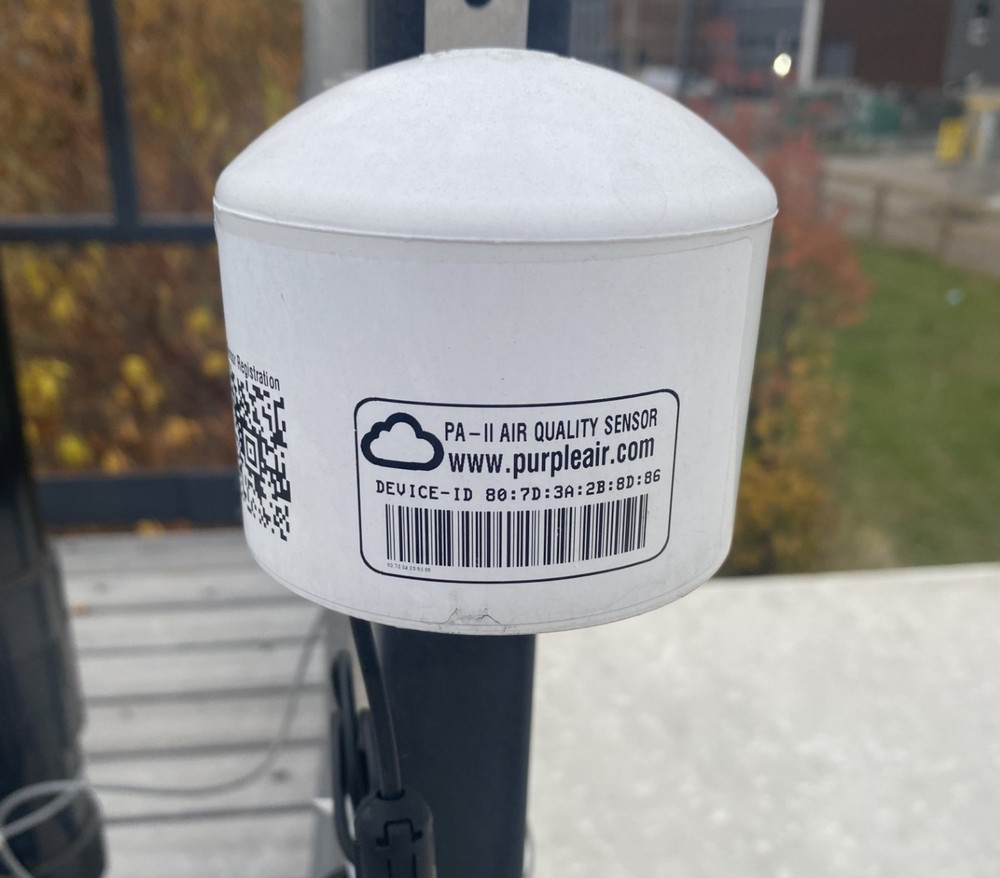 Registration
PA-II AIR QUALITY SENSOR
www.purpleair.com
DEVICE-ID 80:7D:3A:2B:8D:86